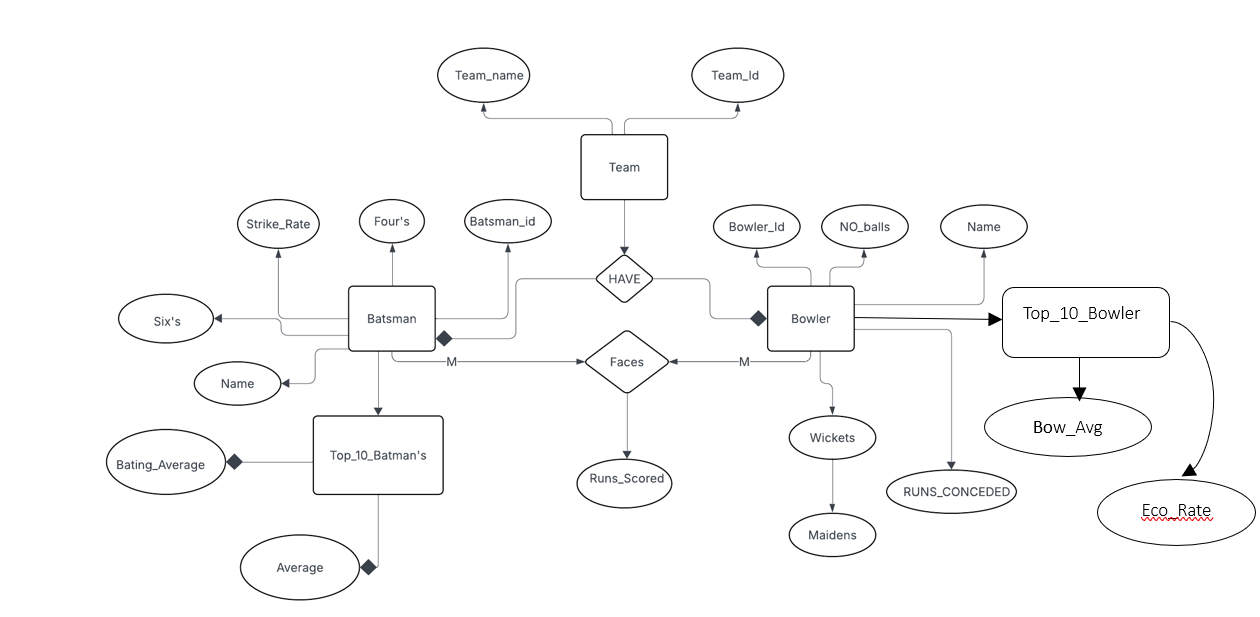 Team_name
Team_Id
Team
Strike_Rate
Four's
Batsman_id
Bowler_Id
NO_balls
Name
HAVE
Six's
Batsman
Bowler
Top_10_Bowler
M
Faces
M
Name
Bow_Avg
Wickets
Bating_Average
Top_10_Batman's
Runs_Scored
RUNS_CONCEDED
Eco_Rate
Maidens
Average